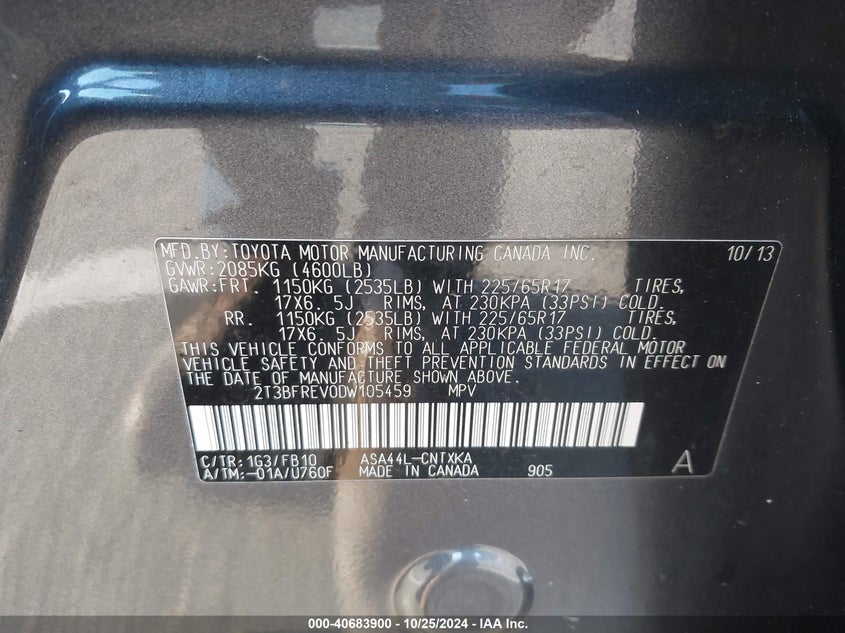 MFD.BY:TOYOTA MOTOR MANUFACTURING CANADA INC. 10/13
GVWR:2085KG (4600LB)
GAWR:FRT. 1150KG (2535LB) WITH 225/65R17 TIRES,
17X6.5J RIMS, AT 230KPA (33PSI) COLD.
RR. 1150KG (2535LB) WITH 225/65R17 TIRES,
17X6.5J RIMS, AT 230KPA (33PSI) COLD.
THIS VEHICLE CONFORMS TO ALL APPLICABLE FEDERAL MOTOR
VEHICLE SAFETY AND THEFT PREVENTION STANDARDS IN EFFECT ON
THE DATE OF MANUFACTURE SHOWN ABOVE.
2T3BFREV0DW105459 MPV
C/TR:1G3/FB10 ASA44L-CNTXKA
A/TM:-01A/U760F MADE IN CANADA 905 A
000-40683900 - 10/25/2024 - IAA Inc.